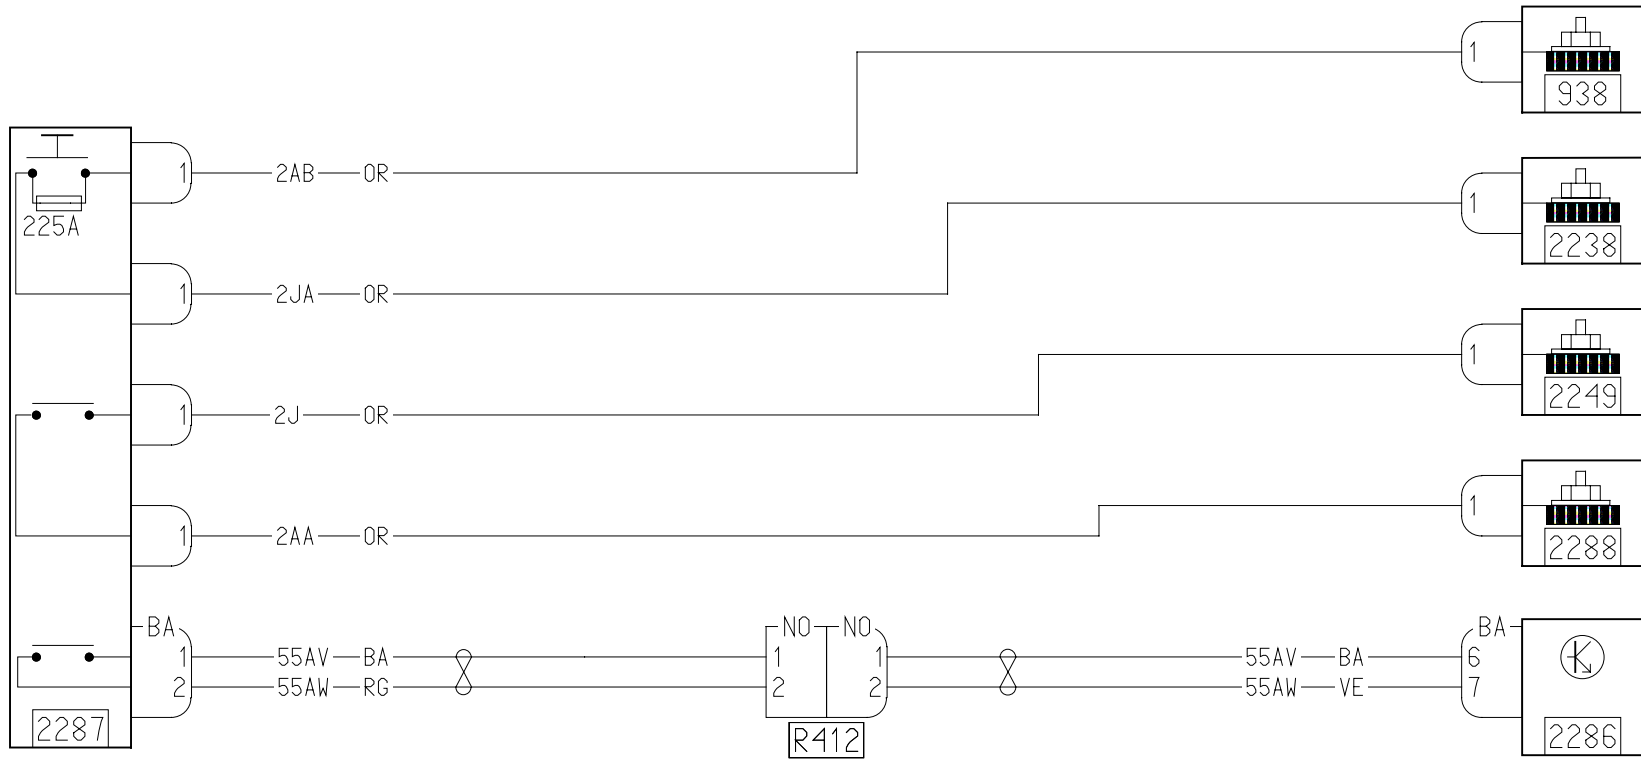 1
938
1 2AB OR
225A
1
2238
1 2JA OR
1
2249
1 2J OR
1
2288
1 2AA OR
BA NO NO BA
1 55AV BA 1 1 55AV BA 6
2 55AW RG 2 2 55AW VE 7
2287
R412
2286